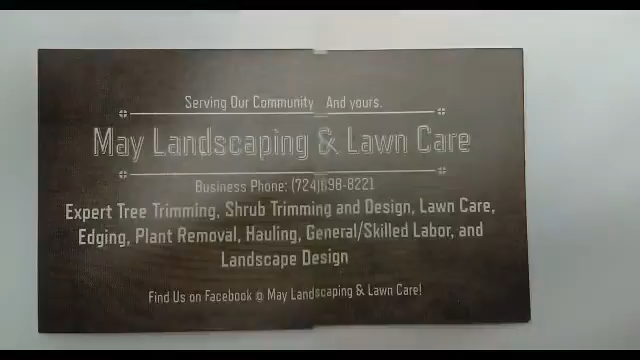 Serving Our Community And yours.
May Landscaping & Lawn Care
Business Phone: (724) 98-8221
Expert Tree Trimming, Shrub Trimming and Design, Lawn Care,
Edging, Plant Removal, Hauling, General/Skilled Labor, and
Landscape Design
Find Us on Facebook @ May Landscaping & Lawn Care!